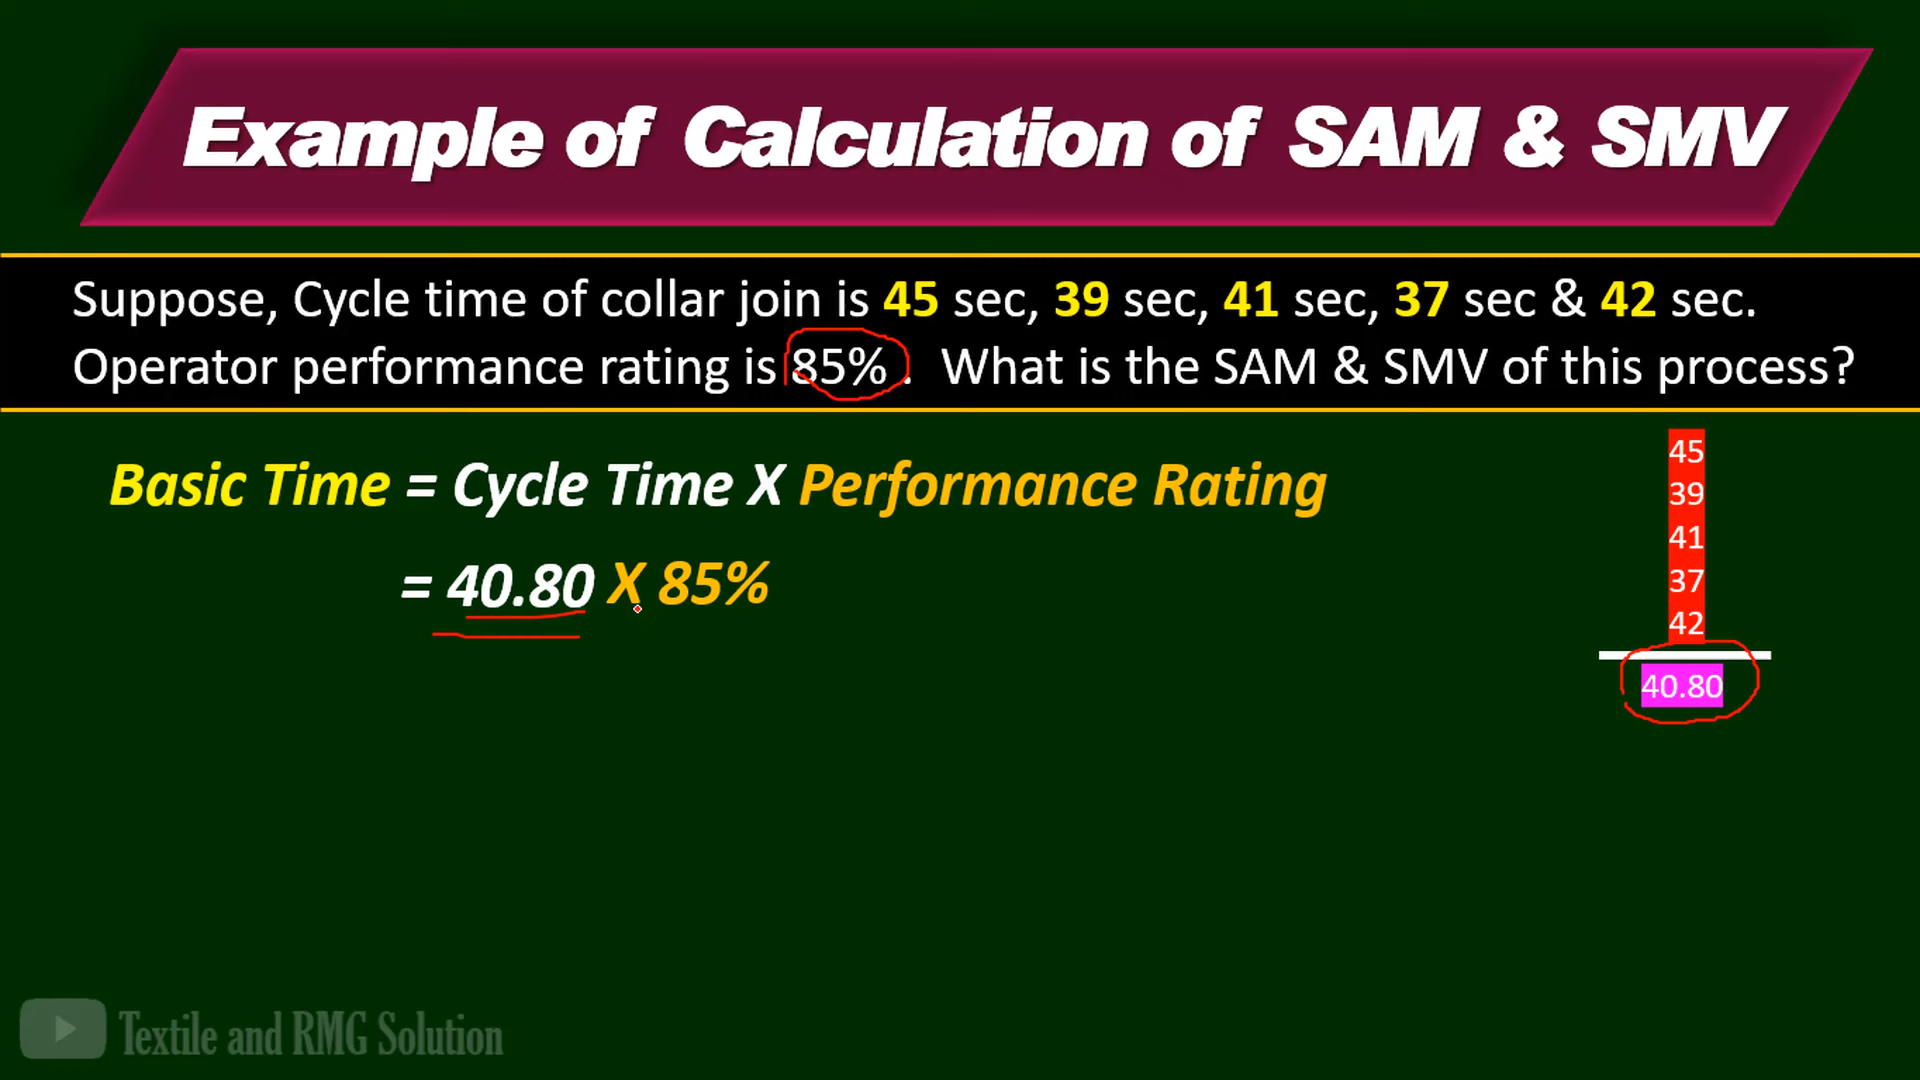 Example of Calculation of SAM & SMV
Suppose, Cycle time of collar join is 45 sec, 39 sec, 41 sec, 37 sec & 42 sec.
Operator performance rating is 85% . What is the SAM & SMV of this process?
Basic Time = Cycle Time X Performance Rating
= 40.80 X 85%
45
39
41
37
42
40.80
Textile and RMG Solution